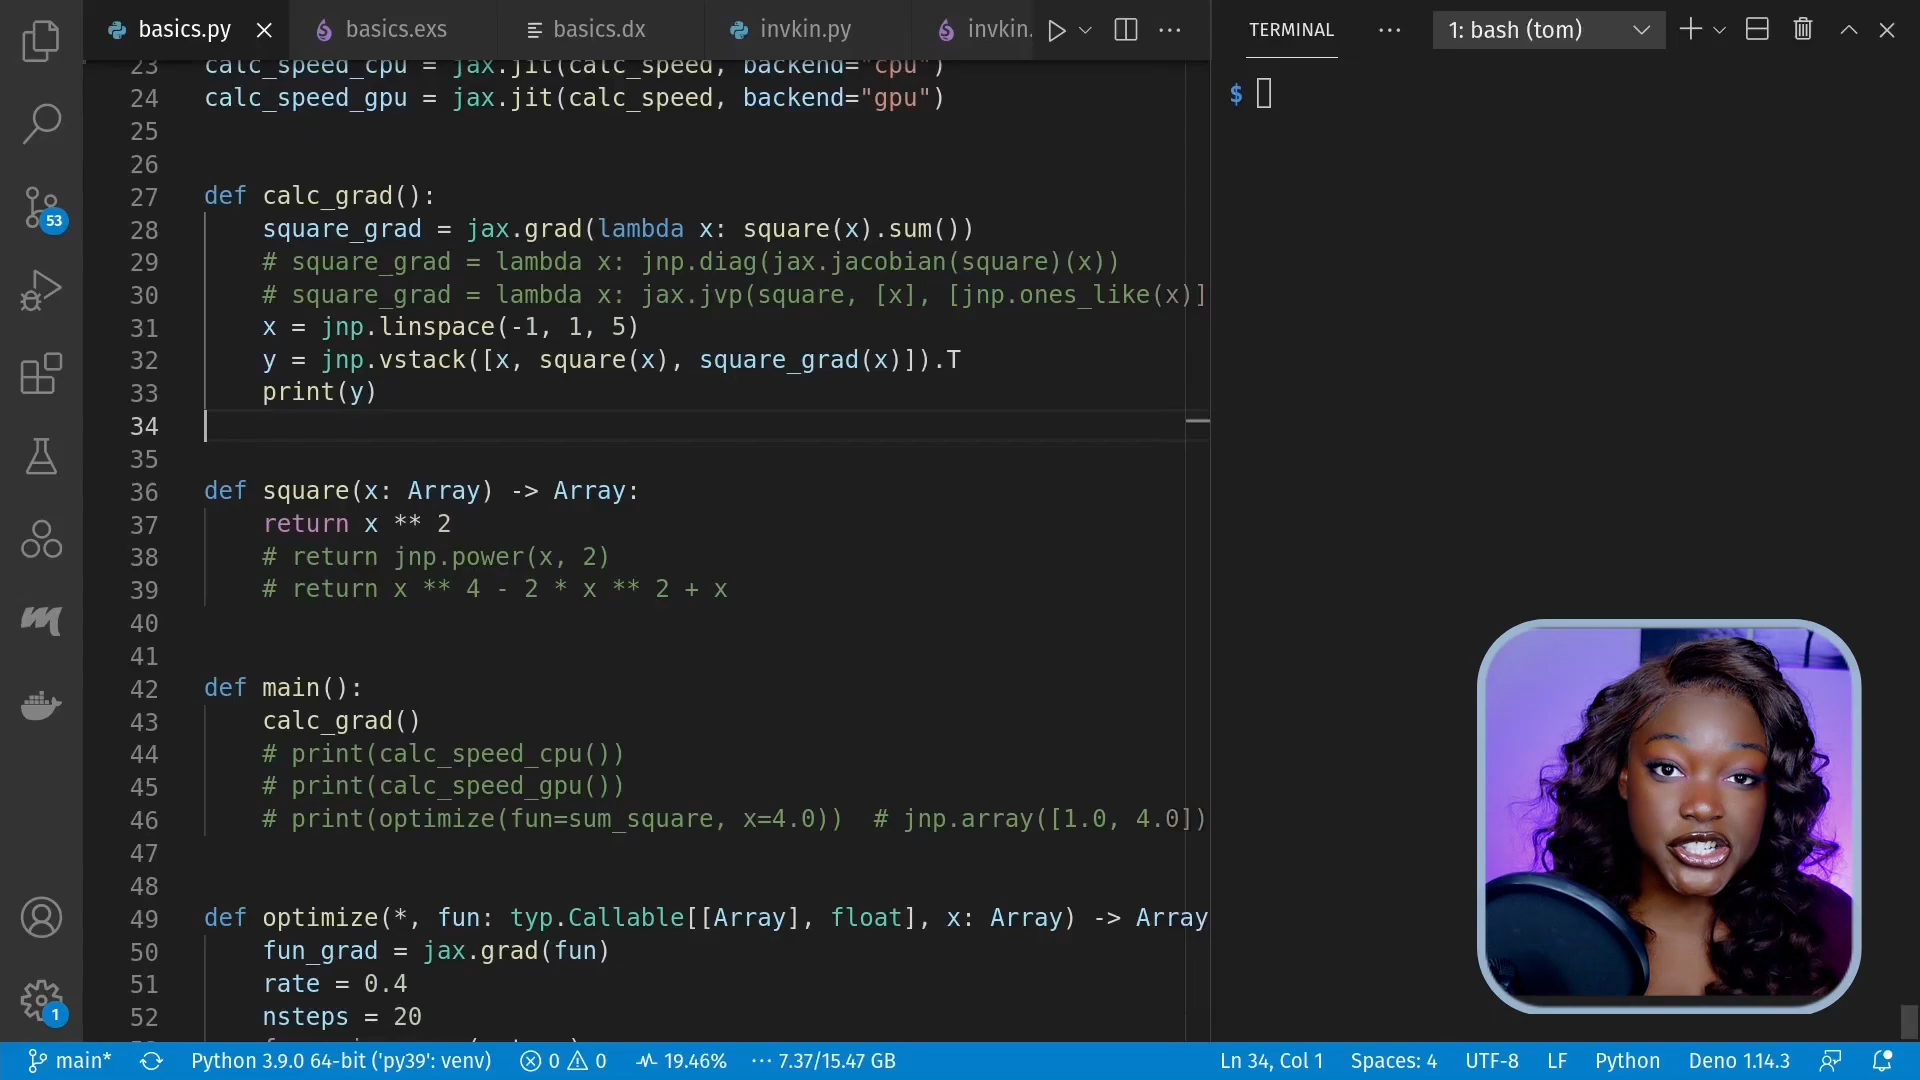 basics.py
basics.exs
basics.dx
invkin.py
invkin.
TERMINAL
1: bash (tom)
23 calc_speed_cpu = jax.jit(calc_speed, backend="cpu")
24 calc_speed_gpu = jax.jit(calc_speed, backend="gpu")
25
26
27 def calc_grad():
28 square_grad = jax.grad(lambda x: square(x).sum())
29 # square_grad = lambda x: jnp.diag(jax.jacobian(square)(x))
30 # square_grad = lambda x: jax.jvp(square, [x], [jnp.ones_like(x)]
31 x = jnp.linspace(-1, 1, 5)
32 y = jnp.vstack([x, square(x), square_grad(x)]).T
33 print(y)
34
35
36 def square(x: Array) -> Array:
37 return x ** 2
38 # return jnp.power(x, 2)
39 # return x ** 4 - 2 * x ** 2 + x
40
41
42 def main():
43 calc_grad()
44 # print(calc_speed_cpu())
45 # print(calc_speed_gpu())
46 # print(optimize(fun=sum_square, x=4.0))  # jnp.array([1.0, 4.0])
47
48
49 def optimize(*, fun: typ.Callable[[Array], float], x: Array) -> Array
50 fun_grad = jax.grad(fun)
51 rate = 0.4
52 nsteps = 20
$
53
1
main*
Python 3.9.0 64-bit ('py39': venv)
0
0
19.46%
7.37/15.47 GB
Ln 34, Col 1
Spaces: 4
UTF-8
LF
Python
Deno 1.14.3